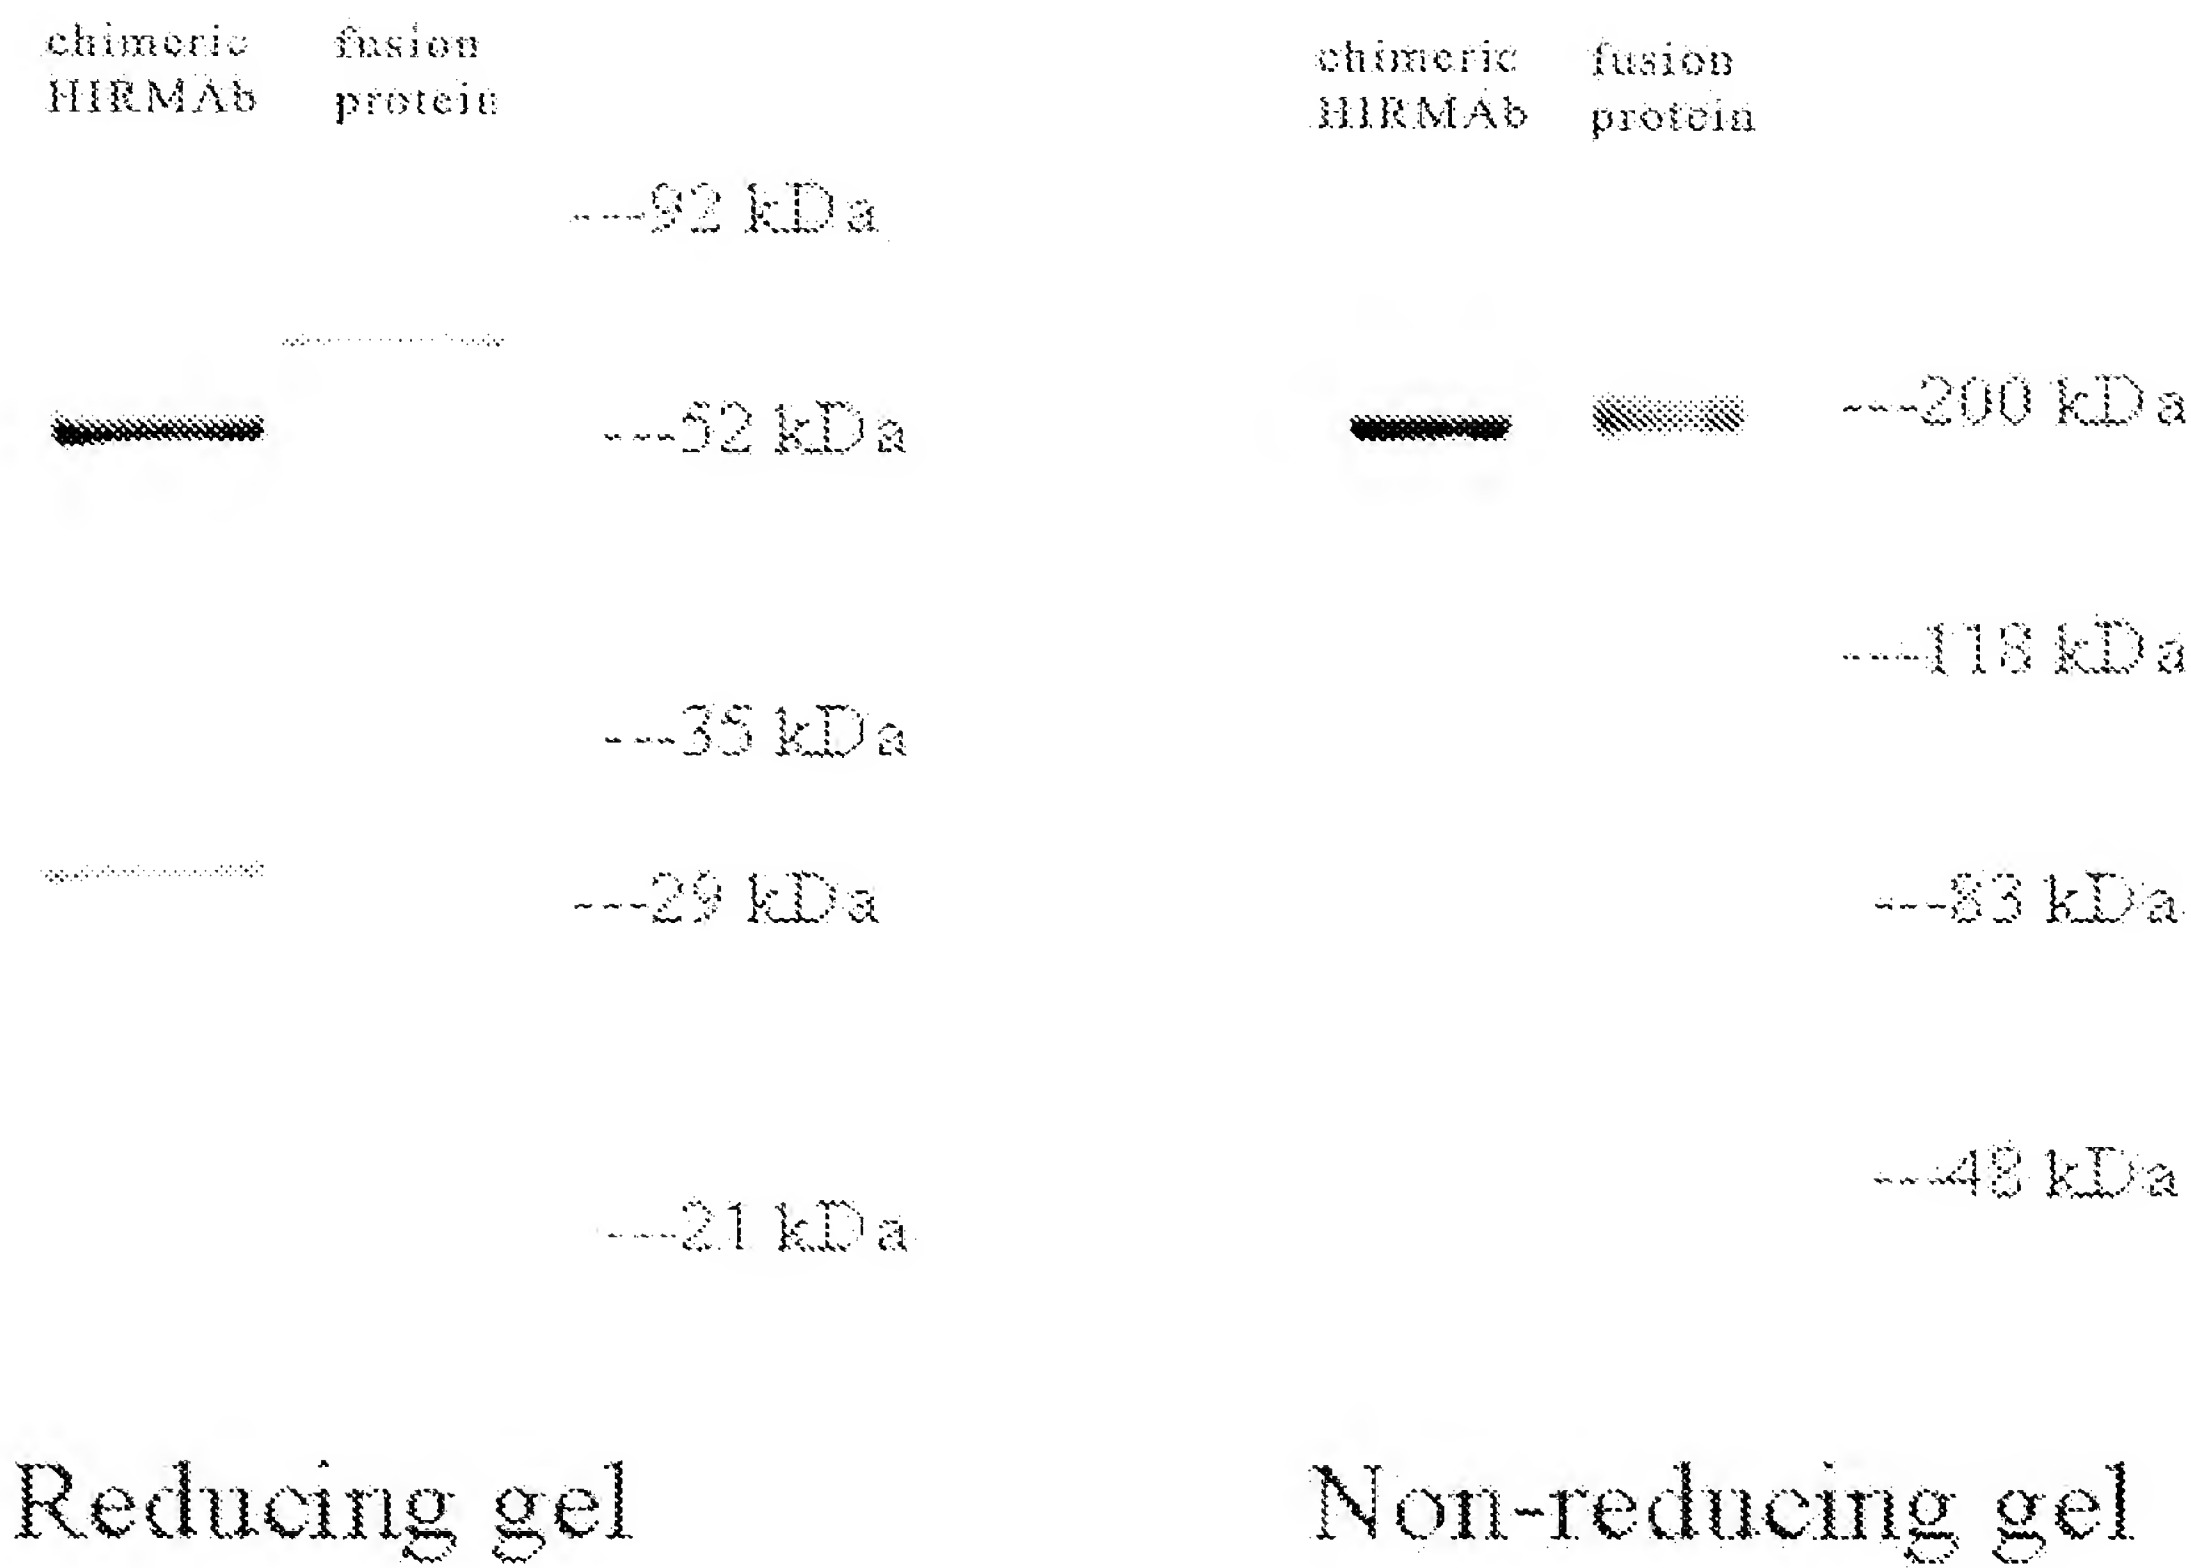 chimeric fusion
HIRMAb protein
---92 kDa
---52 kDa
---35 kDa
---29 kDa
---21 kDa
Reducing gel
chimeric fusion
HIRMAb protein
---200 kDa
---118 kDa
---83 kDa
---48 kDa
Non-reducing gel